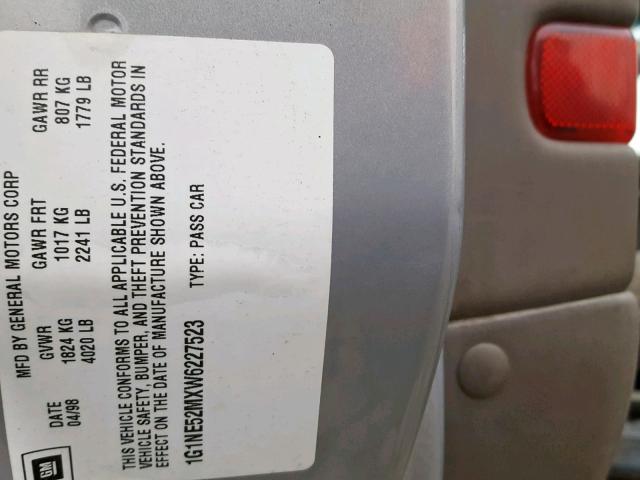 GM
MFD BY GENERAL MOTORS CORP
DATE GVWR GAWR FRT GAWR RR
04/98 1824 KG 1017 KG 807 KG
4020 LB 2241 LB 1779 LB
THIS VEHICLE CONFORMS TO ALL APPLICABLE U.S. FEDERAL MOTOR
VEHICLE SAFETY, BUMPER, AND THEFT PREVENTION STANDARDS IN
EFFECT ON THE DATE OF MANUFACTURE SHOWN ABOVE.
1G1NE52MXW6227523 TYPE: PASS CAR